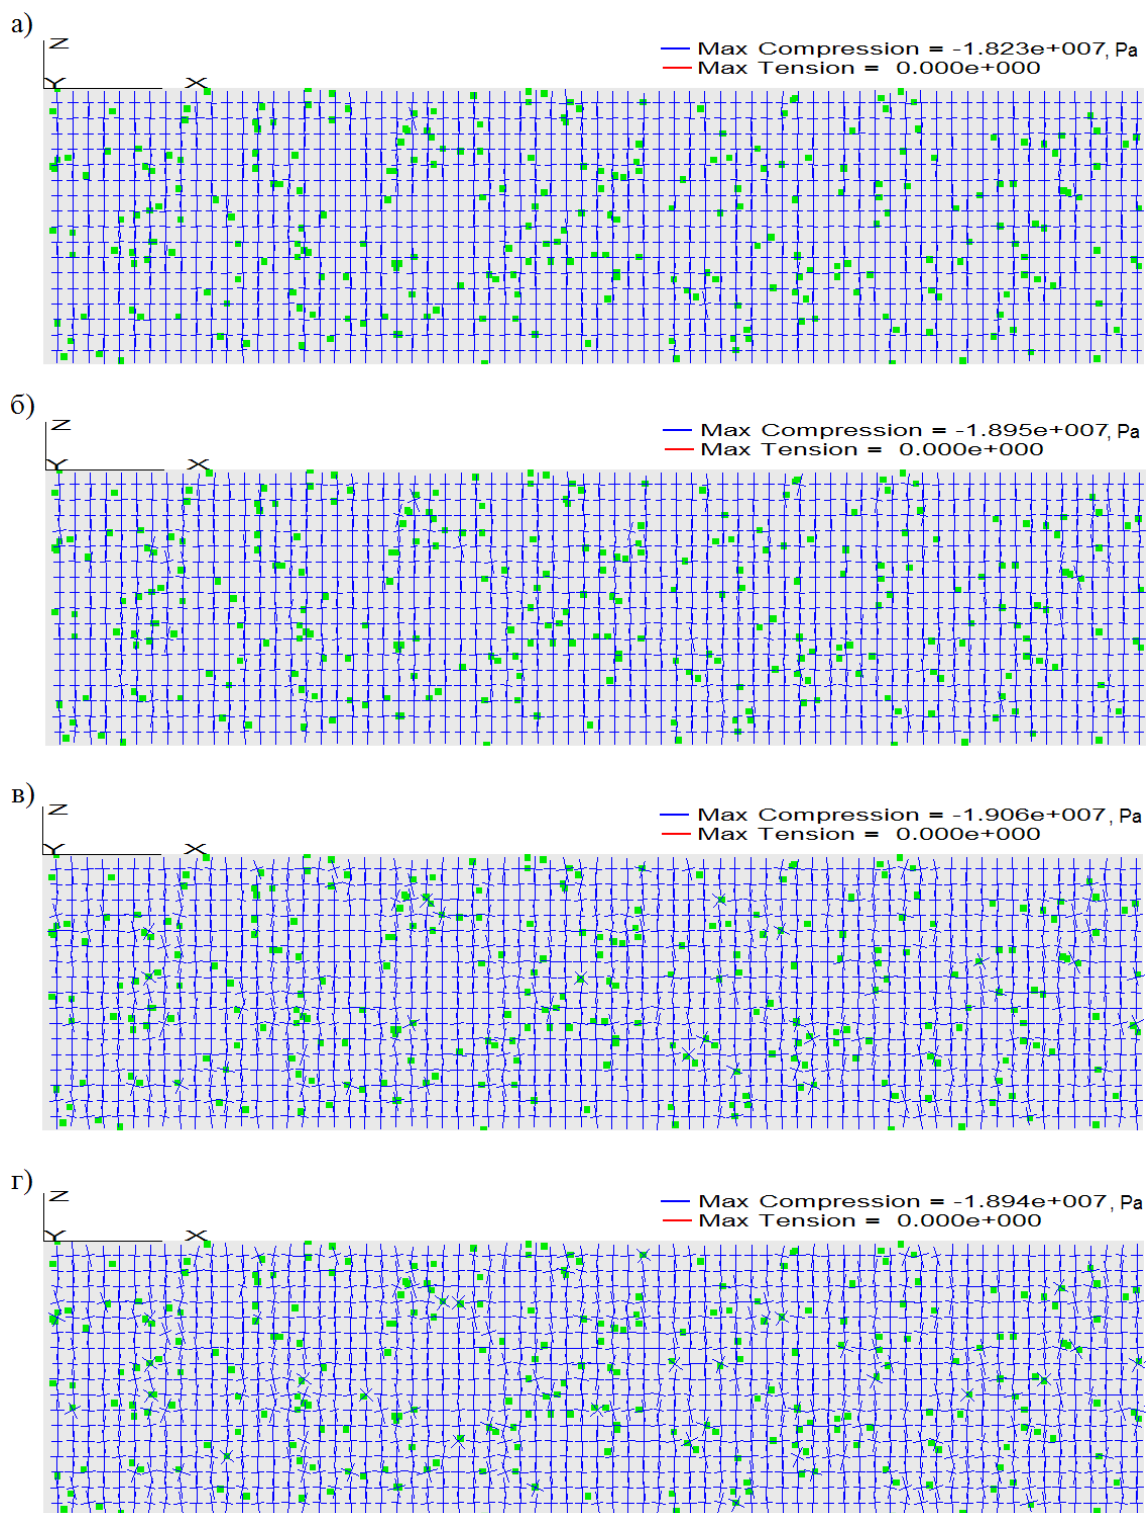 а)
Z
Max Compression = -1.823e+007, Pa
Max Tension = 0.000e+000
Y X
б)
Z
Max Compression = -1.895e+007, Pa
Max Tension = 0.000e+000
Y X
в)
Z
Max Compression = -1.906e+007, Pa
Max Tension = 0.000e+000
Y X
г)
Z
Max Compression = -1.894e+007, Pa
Max Tension = 0.000e+000
Y X